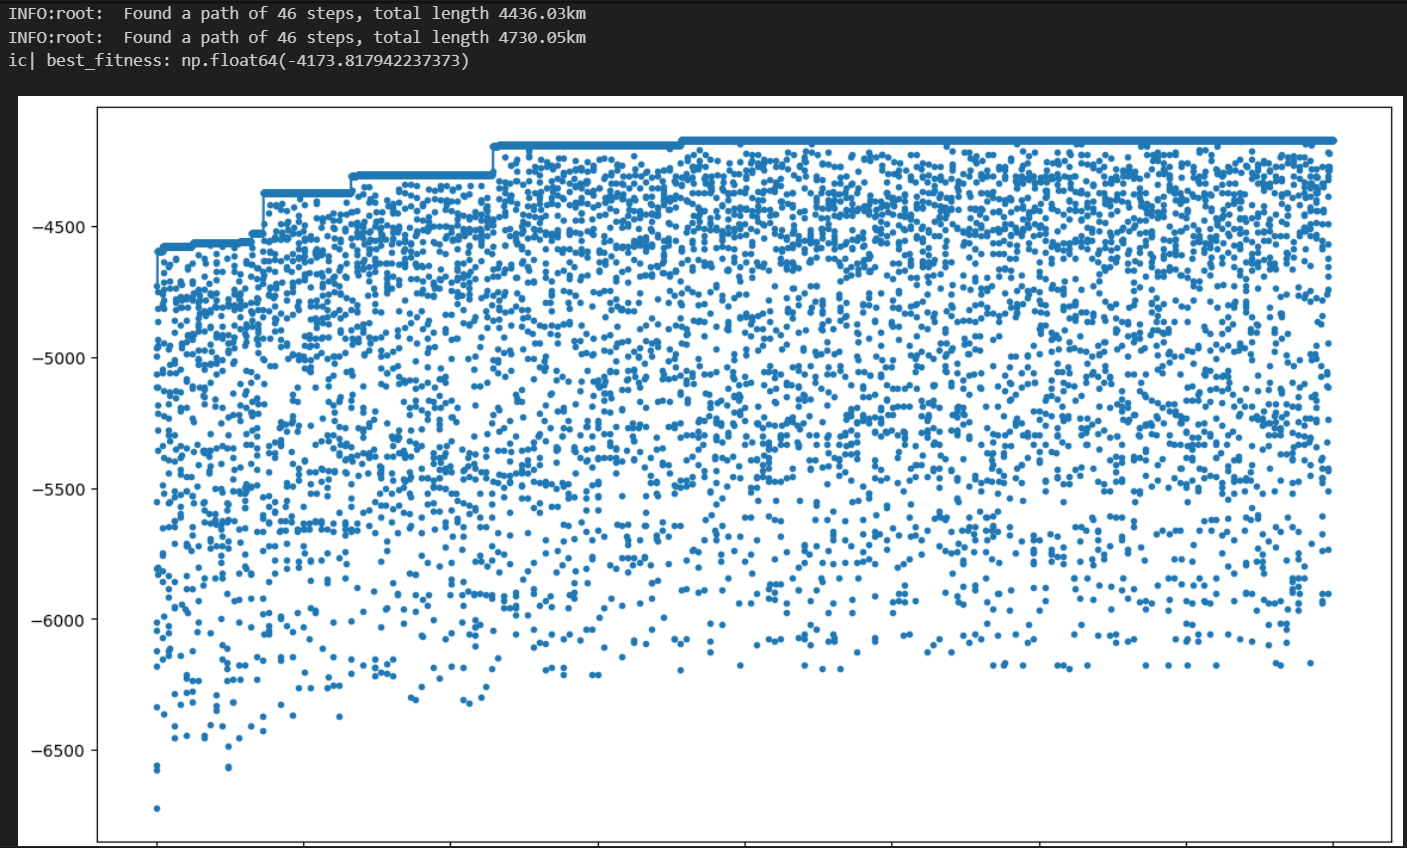 INFO:root:  Found a path of 46 steps, total length 4436.03km
INFO:root:  Found a path of 46 steps, total length 4730.05km
ic| best_fitness: np.float64(-4173.817942237373)
−4500
−5000
−5500
−6000
−6500